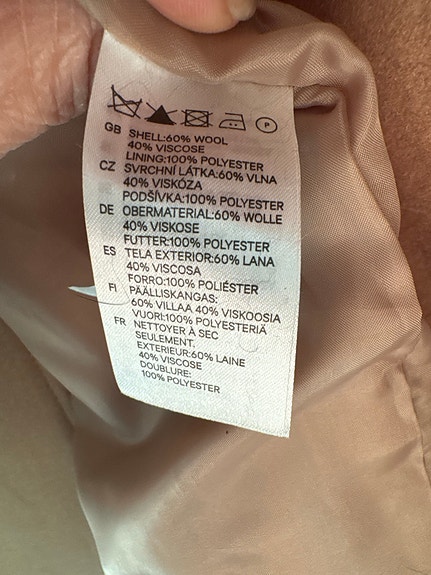 P
GB SHELL:60% WOOL
40% VISCOSE
LINING:100% POLYESTER
CZ SVRCHNÍ LÁTKA:60% VLNA
40% VISKÓZA
PODŠÍVKA:100% POLYESTER
DE OBERMATERIAL:60% WOLLE
40% VISKOSE
FUTTER:100% POLYESTER
ES TELA EXTERIOR:60% LANA
40% VISCOSA
FORRO:100% POLIÉSTER
FI PÄÄLLISKANGAS:
60% VILLAA 40% VISKOOSIA
VUORI:100% POLYESTERIÄ
FR NETTOYER À SEC
SEULEMENT.
EXTERIEUR:60% LAINE
40% VISCOSE
DOUBLURE:
100% POLYESTER